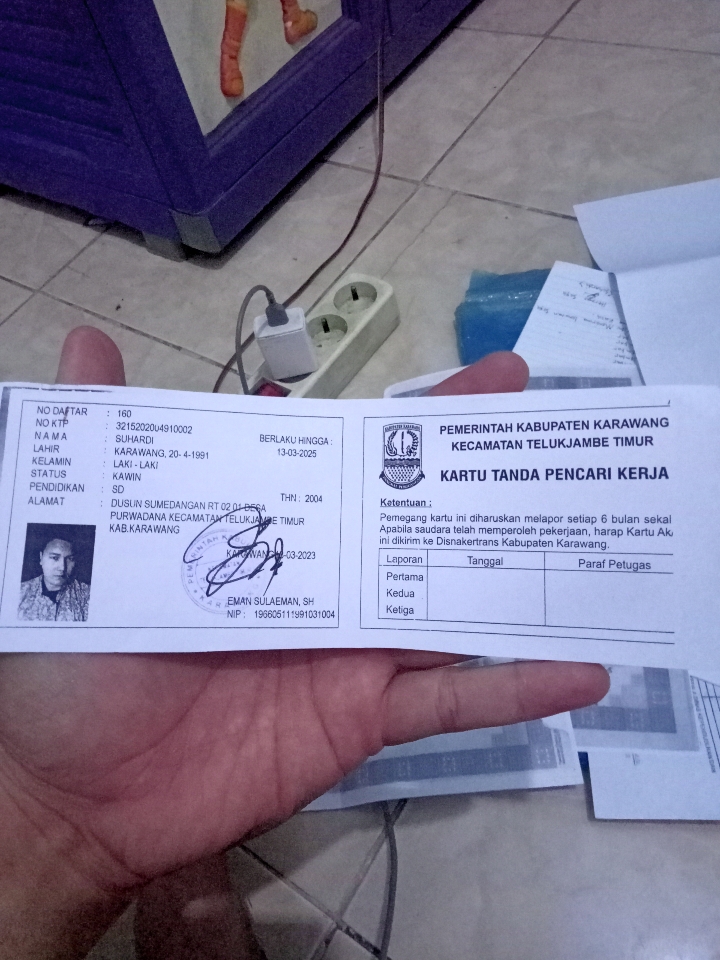 NO DAFTAR : 160
NO KTP : 3215202004910002
N A M A : SUHARDI
LAHIR : KARAWANG, 20- 4-1991
KELAMIN : LAKI - LAKI
STATUS : KAWIN
PENDIDIKAN : SD
THN : 2004
ALAMAT : DUSUN SUMEDANGAN RT 02 01 DESA
PURWADANA KECAMATAN TELUKJAMBE TIMUR
KAB.KARAWANG
BERLAKU HINGGA :
13-03-2025
KARAWANG -03-2023
EMAN SULAEMAN, SH
NIP : 196605111991031004
PEMERINTAH KABUPATEN KARAWANG
KECAMATAN TELUKJAMBE TIMUR
KARTU TANDA PENCARI KERJA
Ketentuan :
Pemegang kartu ini diharuskan melapor setiap 6 bulan sekal
Apabila saudara telah memperoleh pekerjaan, harap Kartu AK
ini dikirim ke Disnakertrans Kabupaten Karawang.
Laporan Tanggal Paraf Petugas
Pertama
Kedua
Ketiga